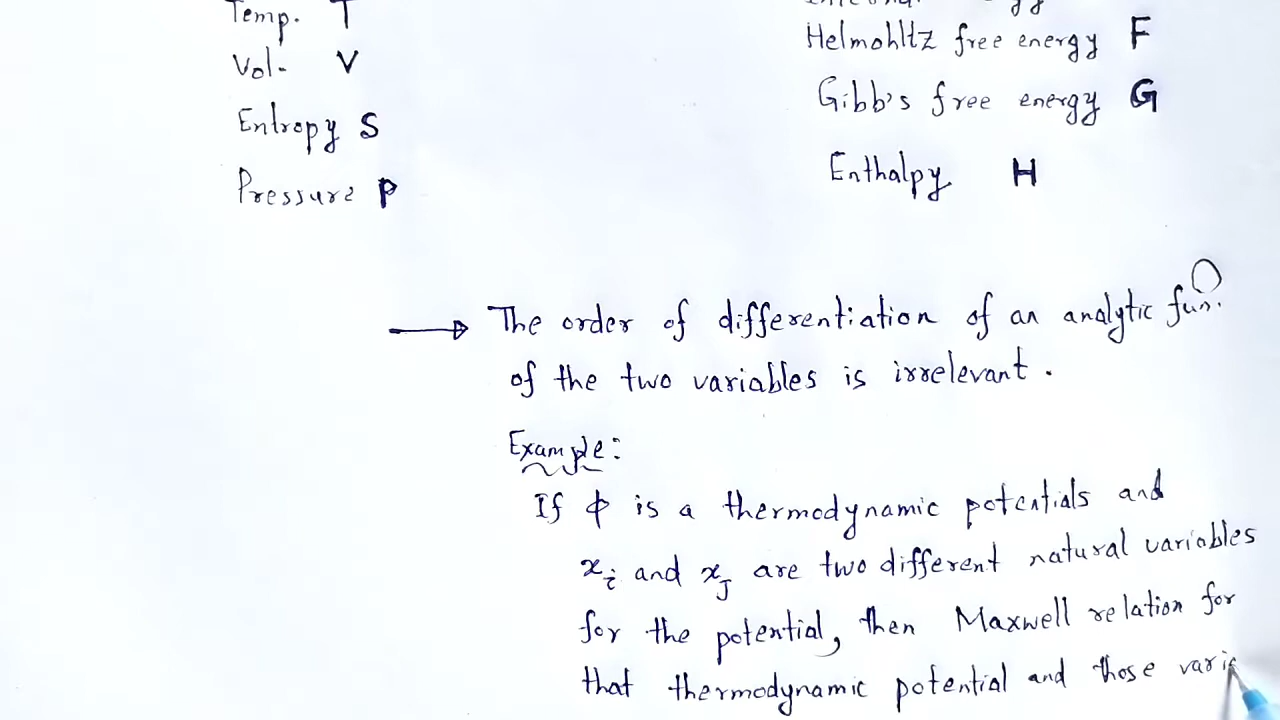 Temp. T
Vol. V
Entropy S
Pressure P
Helmohltz free energy F
Gibb's free energy G
Enthalpy H
The order of differentiation of an analytic fun.
of the two variables is irrelevant.
Example:
If ϕ is a thermodynamic potentials and
xi and xJ are two different natural variables
for the potential, then Maxwell relation for
that thermodynamic potential and those vari